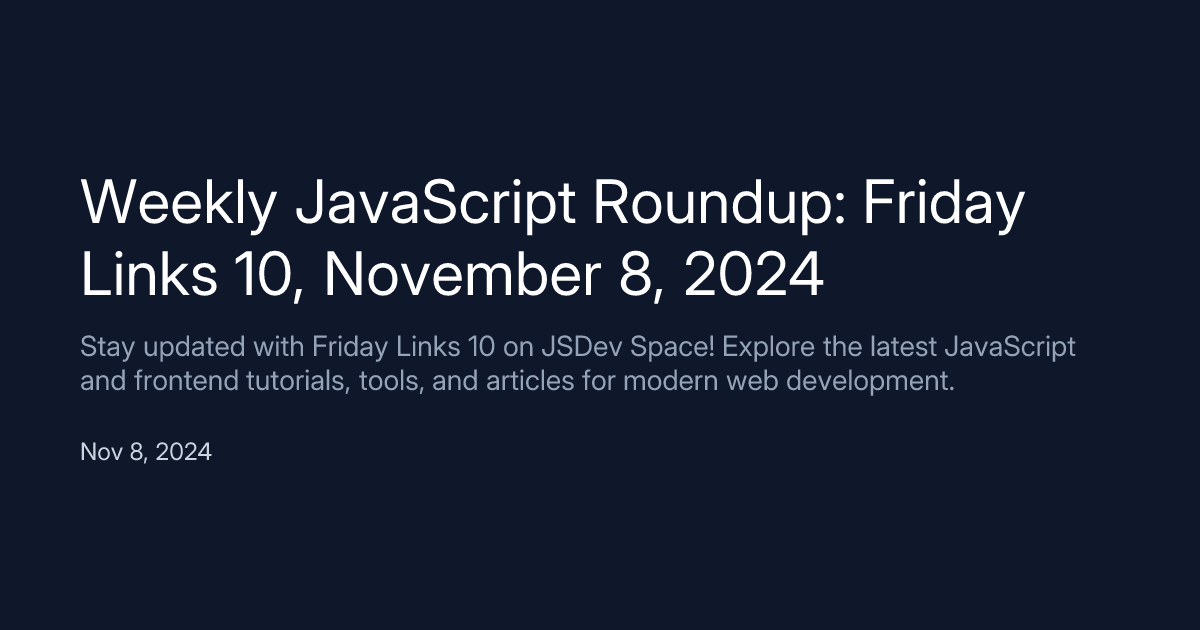 Weekly JavaScript Roundup: Friday
Links 10, November 8, 2024
Stay updated with Friday Links 10 on JSDev Space! Explore the latest JavaScript
and frontend tutorials, tools, and articles for modern web development.
Nov 8, 2024